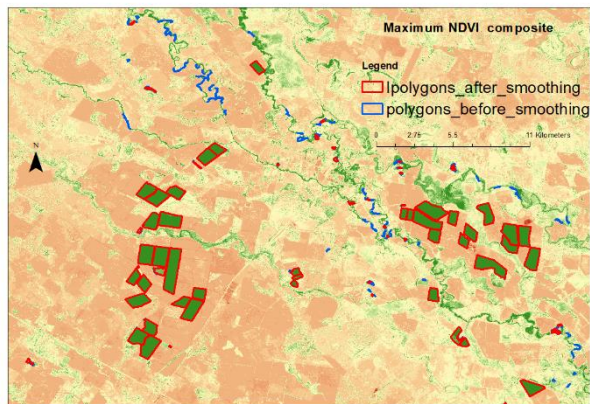 Maximum NDVI composite
Legend
lpolygons_after_smoothing
polygons_before_smoothing
0 2.75 5.5 11 Kilometers
N